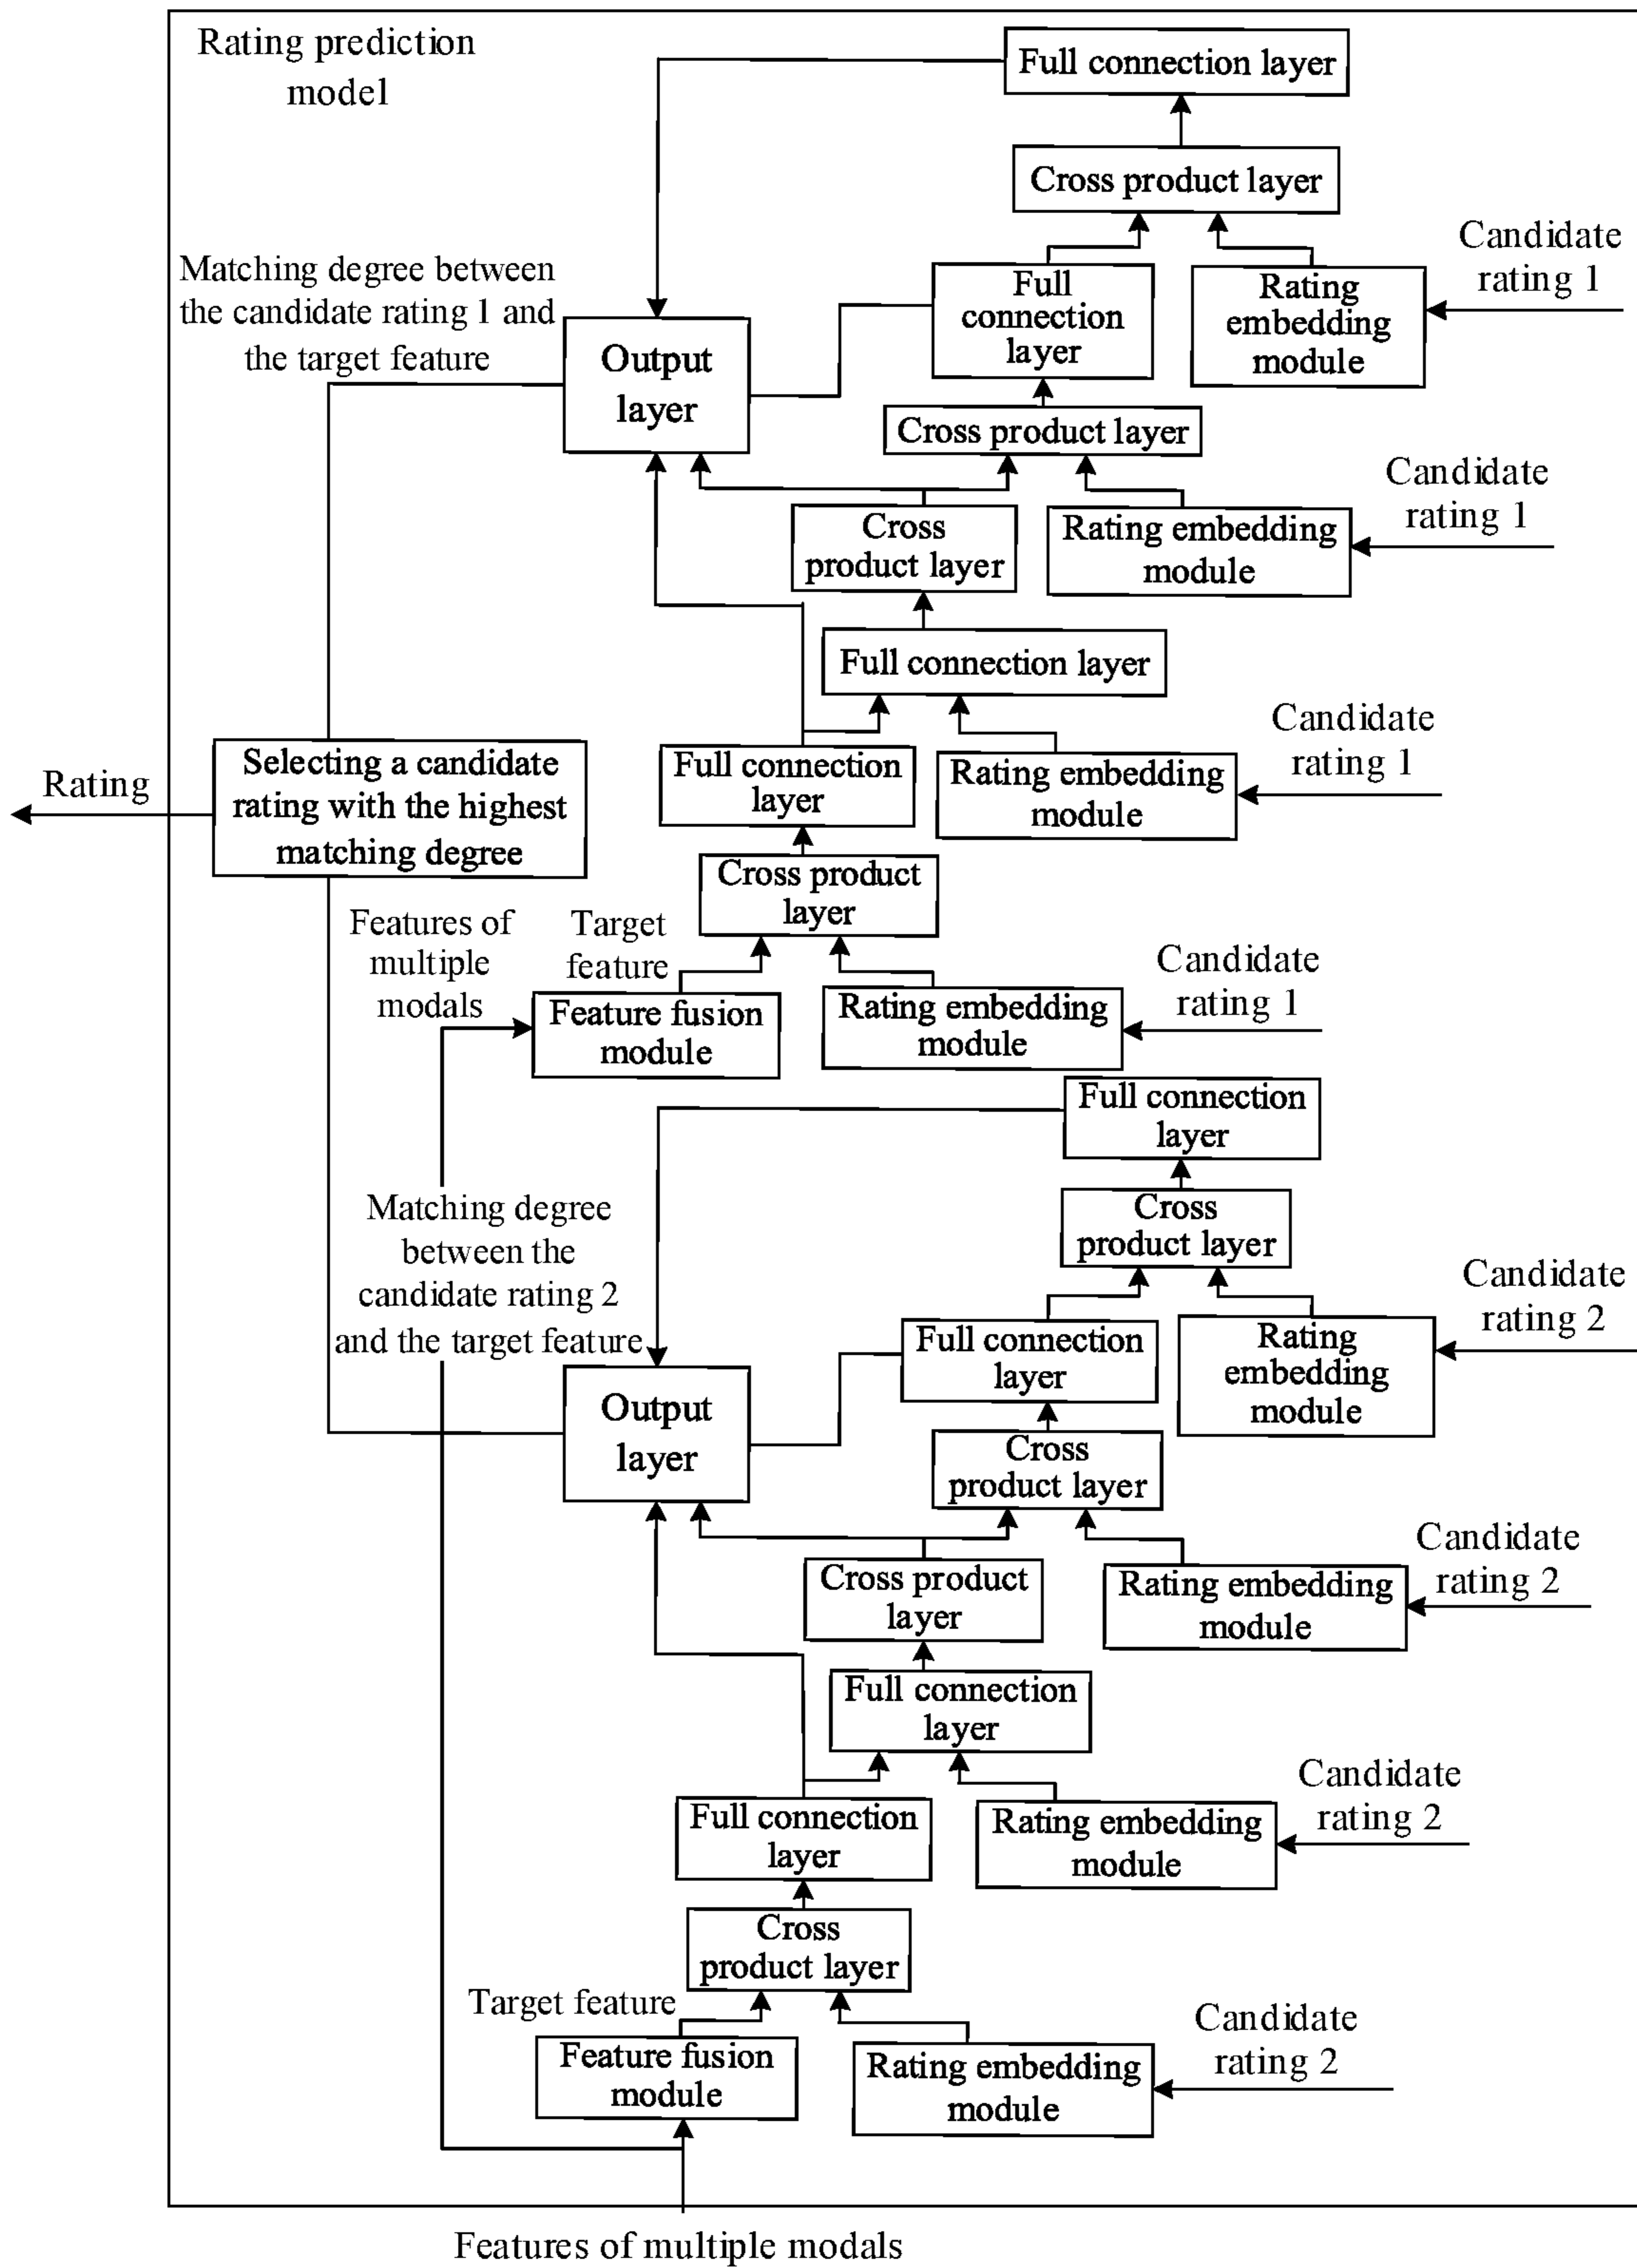 Rating prediction
model
Full connection layer
Cross product layer
Candidate
rating 1
Matching degree between
the candidate rating 1 and
the target feature
Full
connection
layer
Rating
embedding
module
Output
layer
Cross product layer
Candidate
rating 1
Cross
product layer
Rating embedding
module
Full connection layer
Candidate
rating 1
Rating
Selecting a candidate
rating with the highest
matching degree
Full connection
layer
Rating embedding
module
Cross product
layer
Features of
multiple
modals
Target
feature
Candidate
rating 1
Feature fusion
module
Rating embedding
module
Full connection
layer
Cross
product layer
Matching degree
between the
candidate rating 2
and the target feature
Candidate
rating 2
Full connection
layer
Rating
embedding
module
Output
layer
Cross
product layer
Candidate
rating 2
Cross product
layer
Rating embedding
module
Full connection
layer
Candidate
rating 2
Full connection
layer
Rating embedding
module
Cross
product layer
Target feature
Candidate
rating 2
Feature fusion
module
Rating embedding
module
Features of multiple modals